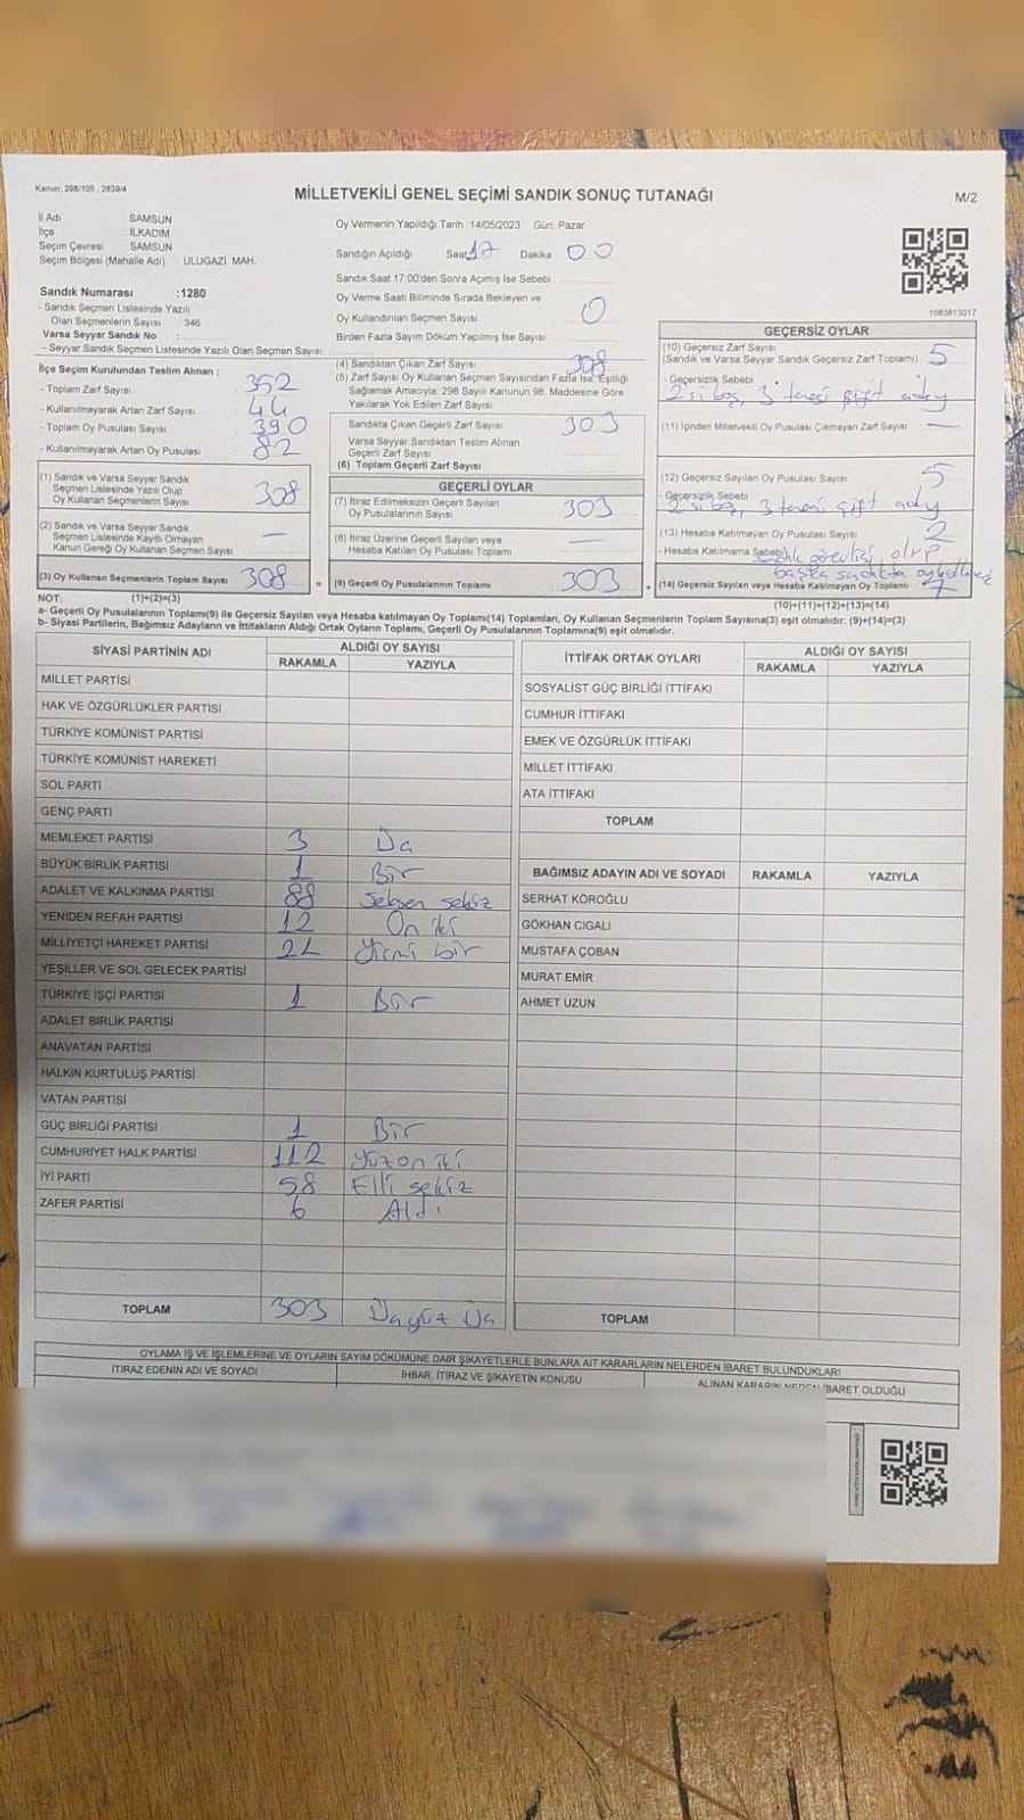 Kanun: 298/105 , 2839/4
MİLLETVEKİLİ GENEL SEÇİMİ SANDIK SONUÇ TUTANAĞI
M/2
İl Adı SAMSUN
İlçe İLKADIM
Seçim Çevresi SAMSUN
Seçim Bölgesi (Mahalle Adı) ULUGAZİ MAH.
Sandık Numarası :1280
- Sandık Seçmen Listesinde Yazılı
Olan Seçmenlerin Sayısı 346
Varsa Seyyar Sandık No :
- Seyyar Sandık Seçmen Listesinde Yazılı Olan Seçmen Sayısı
Oy Vermenin Yapıldığı Tarih :14/05/2023 Gün: Pazar
Sandığın Açıldığı Saat 17 Dakika 00
Sandık Saat 17:00'den Sonra Açımış İse Sebebi
Oy Verme Saati Bitiminde Sırada Bekleyen ve
Oy Kullandırılan Seçmen Sayısı 0
Birden Fazla Sayım Döküm Yapılmış İse Sayısı
1083813017
İlçe Seçim Kurulundan Teslim Alınan ;
- Toplam Zarf Sayısı 352
- Kullanılmayarak Artan Zarf Sayısı 44
- Toplam Oy Pusulası Sayısı 390
- Kullanılmayarak Artan Oy Pusulası 82
(4) Sandıktan Çıkan Zarf Sayısı 308
(5) Zarf Sayısı Oy Kullanan Seçmen Sayısından Fazla İse, Eşitliği
Sağlamak Amacıyla; 298 Sayılı Kanunun 98. Maddesine Göre
Yakılarak Yok Edilen Zarf Sayısı
Sandıkta Çıkan Geçerli Zarf Sayısı 303
Varsa Seyyar Sandıktan Teslim Alınan
Geçerli Zarf Sayısı
(6) Toplam Geçerli Zarf Sayısı
GEÇERSİZ OYLAR
(10) Geçersiz Zarf Sayısı
(Sandık ve Varsa Seyyar Sandık Geçersiz Zarf Toplamı) 5
- Geçersizlik Sebebi
2 si boş, 3 tanesi çift aday
(11) İçinden Milletvekili Oy Pusulası Çıkmayan Zarf Sayısı —
(12) Geçersiz Sayılan Oy Pusulası Sayısı 5
- Geçersizlik Sebebi
2 si boş, 3 tanesi çift aday
(13) Hesaba Katılmayan Oy Pusulası Sayısı 2
- Hesaba Katılmama Sebebi sandık görevlisi olup
başka sandıkta
(14) Geçersiz Sayılan veya Hesaba Katılmayan Oy Toplamı 7
(10)+(11)+(12)+(13)=(14)
(1) Sandık ve Varsa Seyyar Sandık
Seçmen Listesinde Yazılı Olup
Oy Kullanan Seçmenlerin Sayısı 308
(2) Sandık ve Varsa Seyyar Sandık
Seçmen Listesinde Kayıtlı Olmayan
Kanun Gereği Oy Kullanan Seçmen Sayısı —
(3) Oy Kullanan Seçmenlerin Toplam Sayısı 308
(1)+(2)=(3)
GEÇERLİ OYLAR
(7) İtiraz Edilmeksizin Geçerli Sayılan
Oy Pusulalarının Sayısı 303
(8) İtiraz Üzerine Geçerli Sayılan veya
Hesaba Katılan Oy Pusulası Toplamı —
= (9) Geçerli Oy Pusulalarının Toplamı 303 +
NOT:
a- Geçerli Oy Pusulalarının Toplamı(9) ile Geçersiz Sayılan veya Hesaba katılmayan Oy Toplamı(14) Toplamları, Oy Kullanan Seçmenlerin Toplam Sayısına(3) eşit olmalıdır. (9)+(14)=(3)
b- Siyasi Partilerin, Bağımsız Adayların ve İttifakların Aldığı Oy Ortak Oyların Toplamı, Geçerli Oy Pusulalarının Toplamına(9) eşit olmalıdır.
SİYASİ PARTİNİN ADI ALDIĞI OY SAYISI
RAKAMLA YAZIYLA
MİLLET PARTİSİ
HAK VE ÖZGÜRLÜKLER PARTİSİ
TÜRKİYE KOMÜNİST PARTİSİ
TÜRKİYE KOMÜNİST HAREKETİ
SOL PARTİ
GENÇ PARTİ
MEMLEKET PARTİSİ 3 Üç
BÜYÜK BİRLİK PARTİSİ 1 Bir
ADALET VE KALKINMA PARTİSİ 88 Seksen sekiz
YENİDEN REFAH PARTİSİ 12 On iki
MİLLİYETÇİ HAREKET PARTİSİ 21 Yirmi bir
YEŞİLLER VE SOL GELECEK PARTİSİ
TÜRKİYE İŞÇİ PARTİSİ 1 Bir
ADALET BİRLİK PARTİSİ
ANAVATAN PARTİSİ
HALKIN KURTULUŞ PARTİSİ
VATAN PARTİSİ
GÜÇ BİRLİĞİ PARTİSİ 1 Bir
CUMHURİYET HALK PARTİSİ 112 Yüzon iki
İYİ PARTİ 58 Elli sekiz
ZAFER PARTİSİ 6 Altı
TOPLAM 303 Üçyüz Üç
İTTİFAK ORTAK OYLARI ALDIĞI OY SAYISI
RAKAMLA YAZIYLA
SOSYALİST GÜÇ BİRLİĞİ İTTİFAKI
CUMHUR İTTİFAKI
EMEK VE ÖZGÜRLÜK İTTİFAKI
MİLLET İTTİFAKI
ATA İTTİFAKI
TOPLAM
BAĞIMSIZ ADAYIN ADI VE SOYADI RAKAMLA YAZIYLA
SERHAT KÖROĞLU
GÖKHAN CIGALI
MUSTAFA ÇOBAN
MURAT EMİR
AHMET UZUN
TOPLAM
OYLAMA İŞ VE İŞLEMLERİNE VE OYLARIN SAYIM DÖKÜMÜNE DAİR ŞİKAYETLERLE BUNLARA AİT KARARLARIN NELERDEN İBARET BULUNDUKLARI
İTİRAZ EDENİN ADI VE SOYADI İHBAR, İTİRAZ VE ŞİKAYETİN KONUSU ALINAN KARARIN NEDEN İBARET OLDUĞU